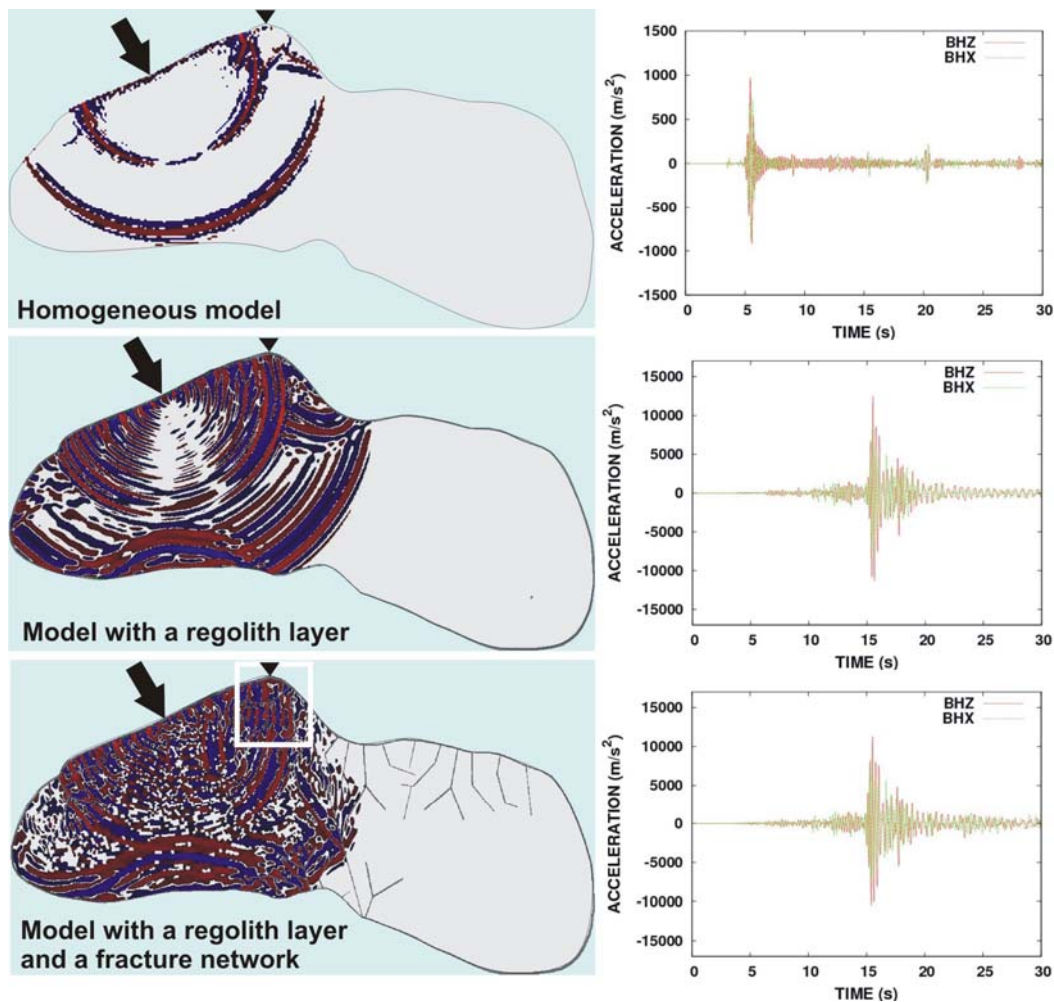 Homogeneous model
BHZ
BHX
ACCELERATION (m/s²)
1500
1000
500
0
-500
-1000
-1500
0 5 10 15 20 25 30
TIME (s)
Model with a regolith layer
BHZ
BHX
ACCELERATION (m/s²)
15000
10000
5000
0
-5000
-10000
-15000
0 5 10 15 20 25 30
TIME (s)
Model with a regolith layer
and a fracture network
BHZ
BHX
ACCELERATION (m/s²)
15000
10000
5000
0
-5000
-10000
-15000
0 5 10 15 20 25 30
TIME (s)